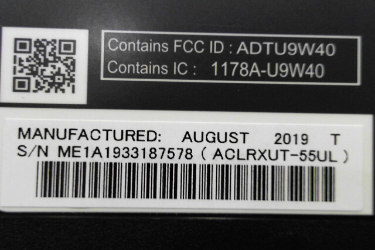 Contains FCC ID : ADTU9W40
Contains IC : 1178A-U9W40
MANUFACTURED: AUGUST 2019 T
S/N ME1A1933187578 ( ACLRXUT-55UL )